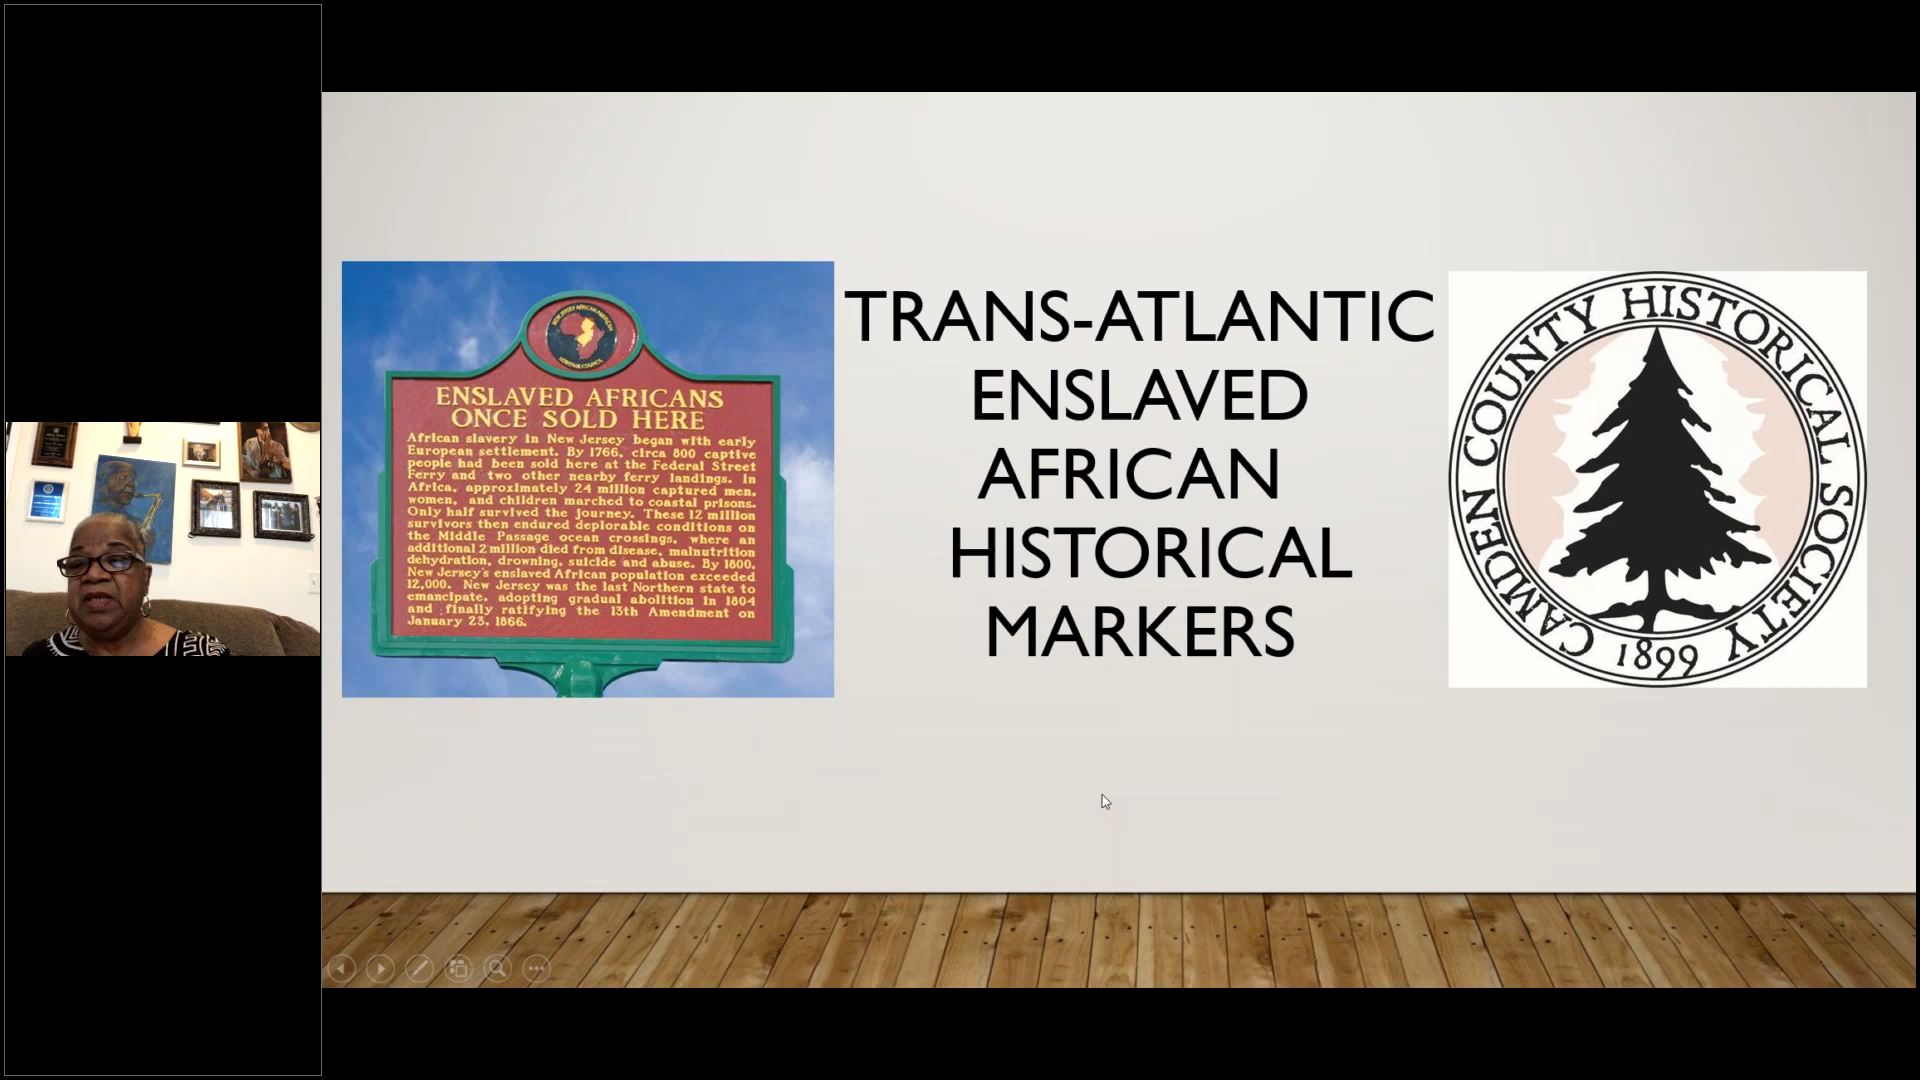 NEW JERSEY AFRICAN AMERICAN
HERITAGE COUNCIL
ENSLAVED AFRICANS
ONCE SOLD HERE
African slavery in New Jersey began with early
European settlement. By 1766, circa 800 captive
people had been sold here at the Federal Street
Ferry and two other nearby ferry landings. In
Africa, approximately 24 million captured men,
women, and children marched to coastal prisons.
Only half survived the journey. These 12 million
survivors then endured deplorable conditions on
the Middle Passage ocean crossings, where an
additional 2 million died from disease, malnutrition
dehydration, drowning, suicide and abuse. By 1800,
New Jersey's enslaved African population exceeded
12,000. New Jersey was the last Northern state to
emancipate, adopting gradual abolition in 1804
and finally ratifying the 13th Amendment on
January 23, 1866.
TRANS-ATLANTIC
ENSLAVED
AFRICAN
HISTORICAL
MARKERS
CAMDEN COUNTY HISTORICAL SOCIETY
1899